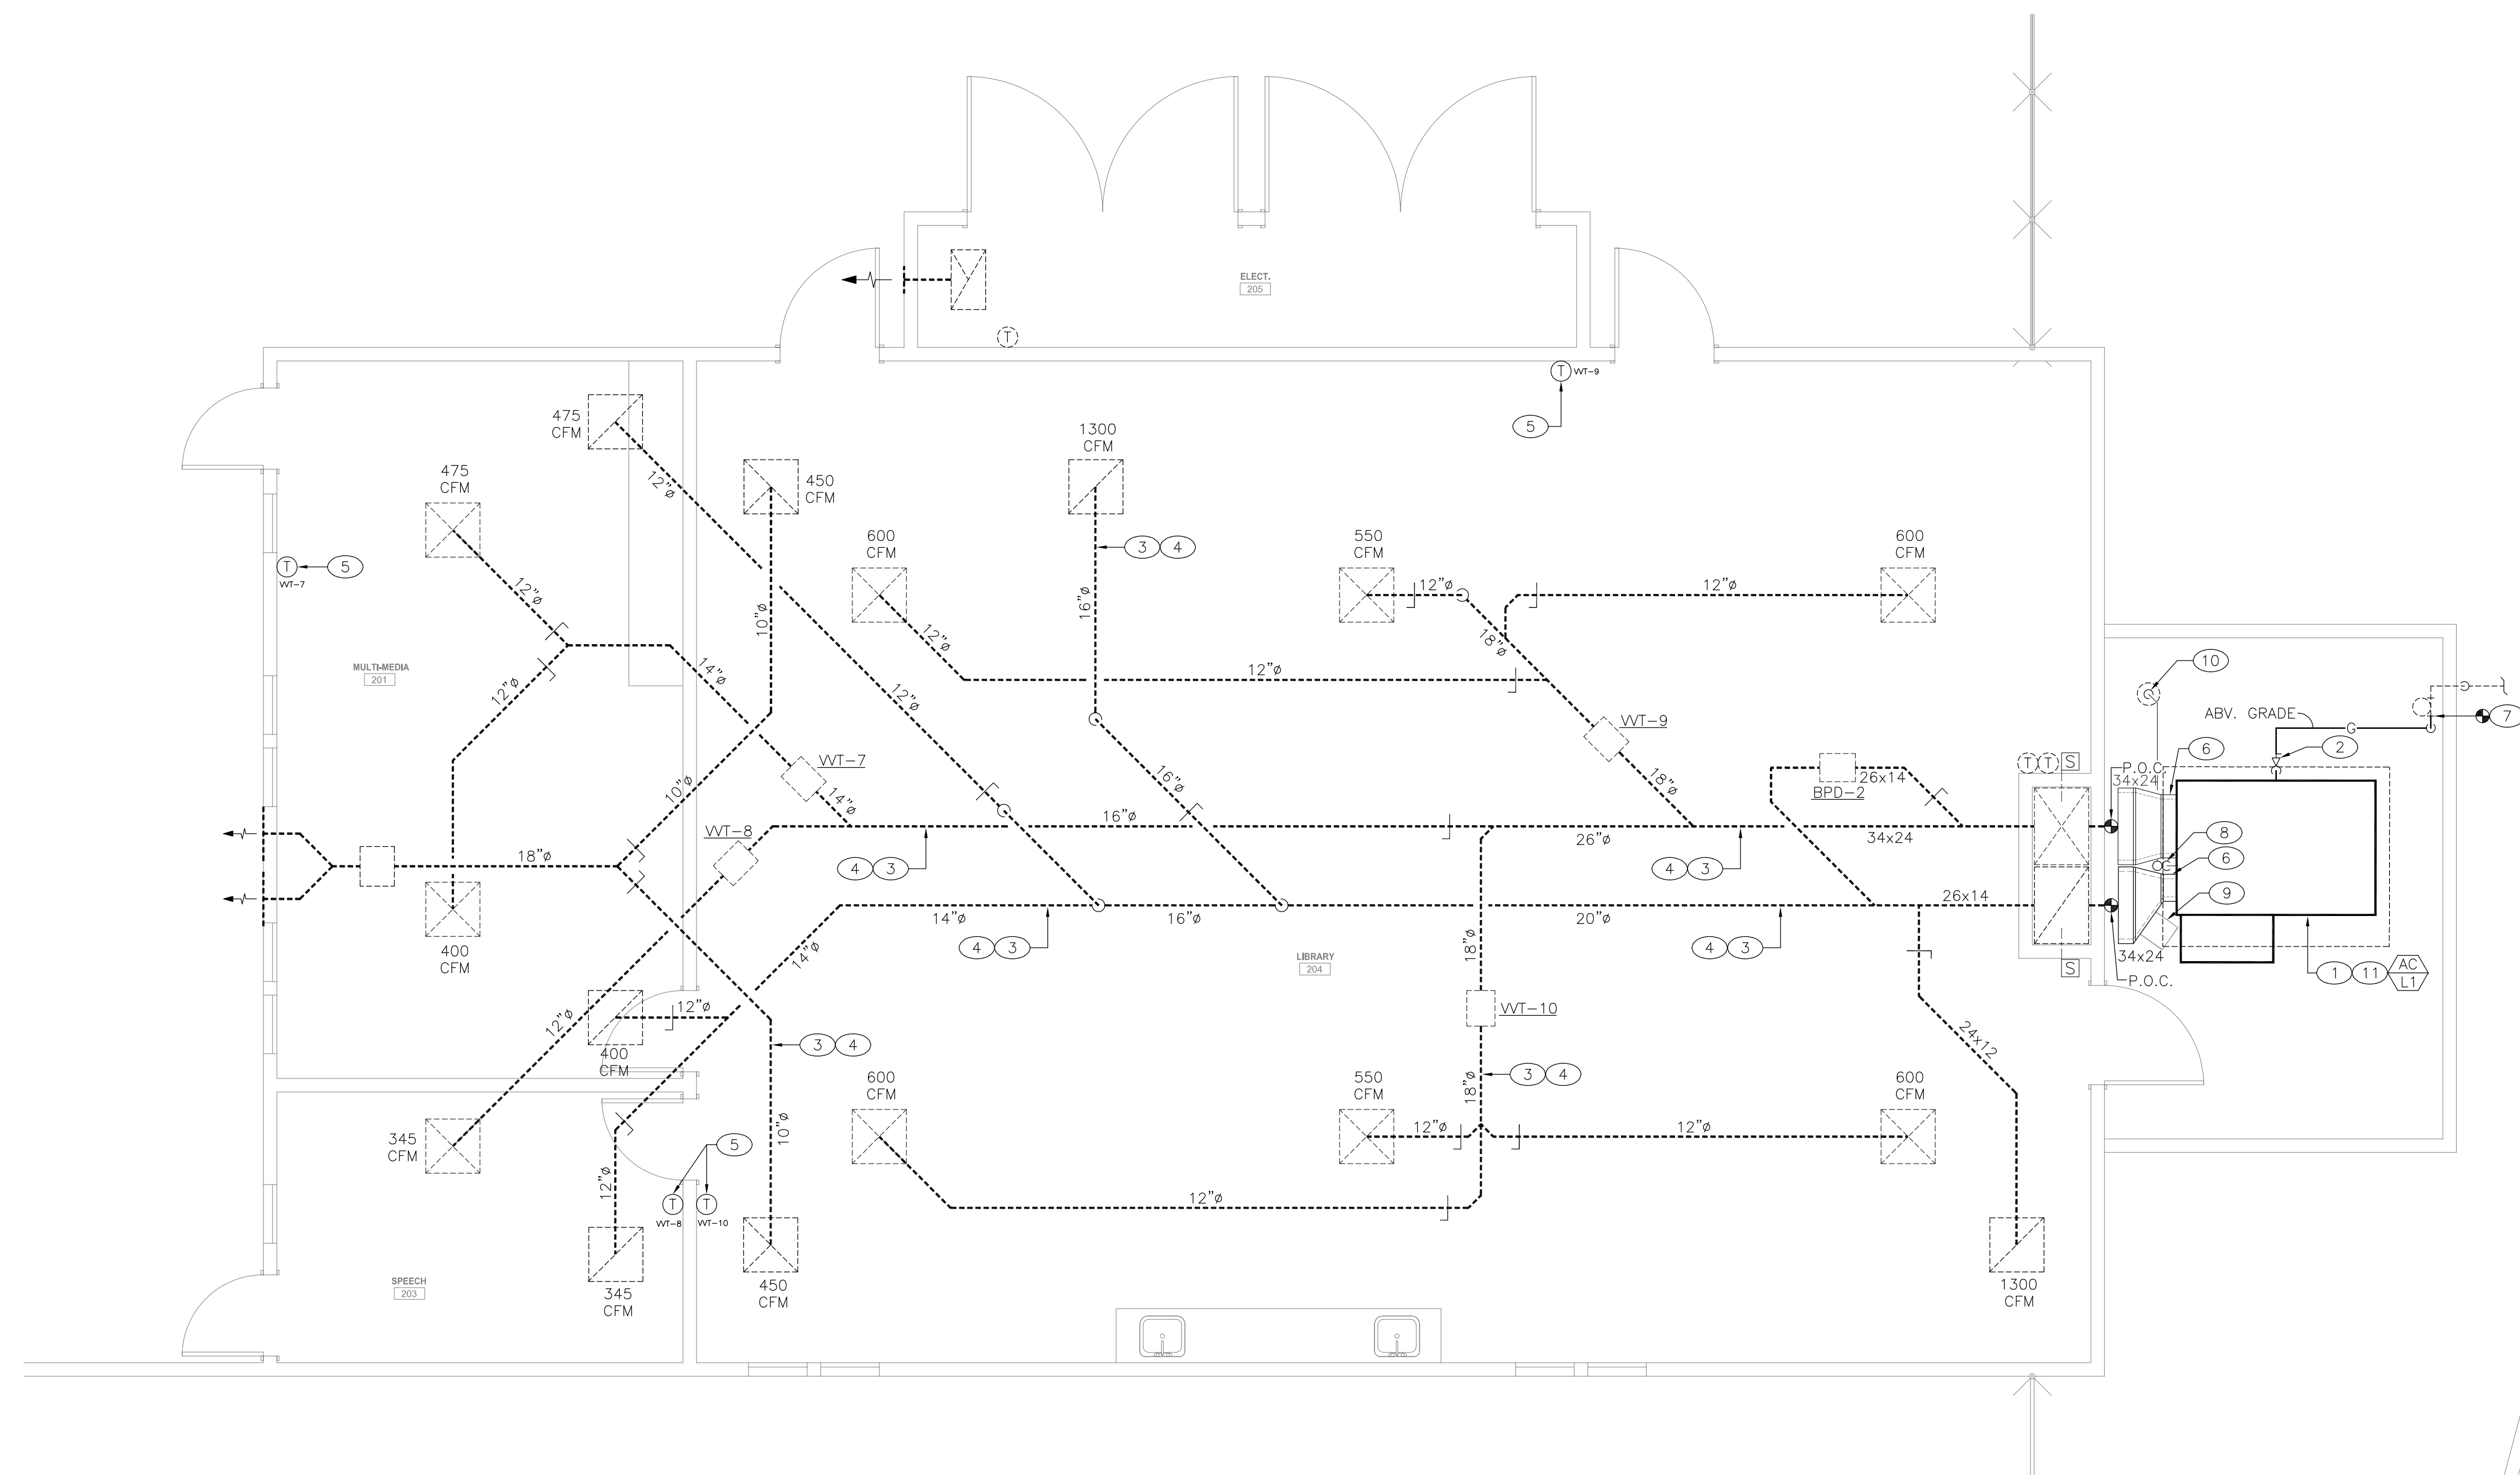 ELECT.
205
T
T VVT-9
5
475
CFM
12"ø
475
CFM
12"ø
450
CFM
10"ø
1300
CFM
3 4
16"ø
600
CFM
12"ø
12"ø
550
CFM
12"ø
600
CFM
12"ø
18"ø
T
VVT-7
5
MULTI-MEDIA
201
12"ø
14"ø
12"ø
VVT-7
14"ø
10"ø
16"ø
VVT-9
18"ø
BPD-2
26x14
T T S
10
ABV. GRADE
G
7
2
6
P.O.C.
34x24
8
6
9
VVT-8
16"ø
4 3
26"ø
4 3
34x24
18"ø
400
CFM
14"ø
4 3
16"ø
20"ø
4 3
26x14
14"ø
18"ø
LIBRARY
204
S
34x24
P.O.C.
1 11 AC
L1
12"ø
400
CFM
12"ø
3 4
VVT-10
24x12
18"ø
3 4
600
CFM
550
CFM
600
CFM
12"ø
12"ø
345
CFM
5
10"ø
12"ø
T
VVT-8
T
VVT-10
12"ø
SPEECH
203
345
CFM
450
CFM
1300
CFM